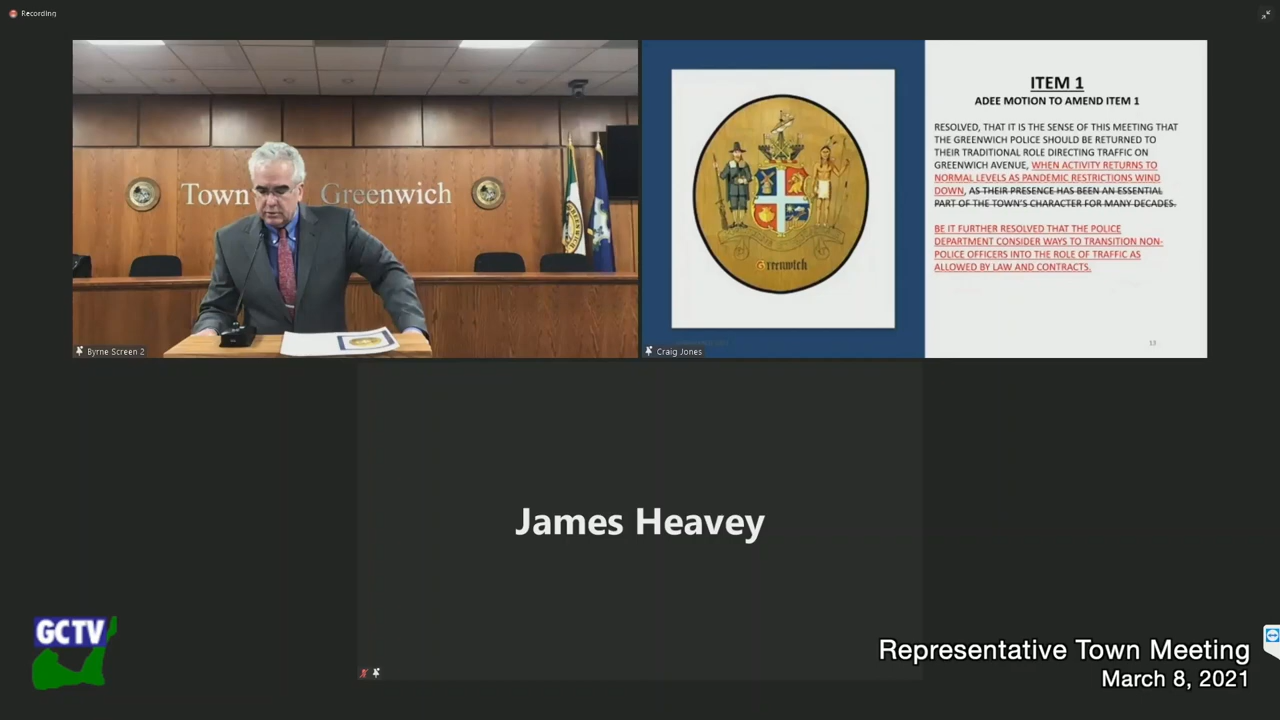 Recording
Town Greenwich
Byrne Screen 2
Greenwich
Craig Jones
ITEM 1
ADEE MOTION TO AMEND ITEM 1
RESOLVED, THAT IT IS THE SENSE OF THIS MEETING THAT
THE GREENWICH POLICE SHOULD BE RETURNED TO
THEIR TRADITIONAL ROLE DIRECTING TRAFFIC ON
GREENWICH AVENUE, WHEN ACTIVITY RETURNS TO
NORMAL LEVELS AS PANDEMIC RESTRICTIONS WIND
DOWN, AS THEIR PRESENCE HAS BEEN AN ESSENTIAL
PART OF THE TOWN'S CHARACTER FOR MANY DECADES.
BE IT FURTHER RESOLVED THAT THE POLICE
DEPARTMENT CONSIDER WAYS TO TRANSITION NON-
POLICE OFFICERS INTO THE ROLE OF TRAFFIC AS
ALLOWED BY LAW AND CONTRACTS.
13
James Heavey
GCTV
Representative Town Meeting
March 8, 2021